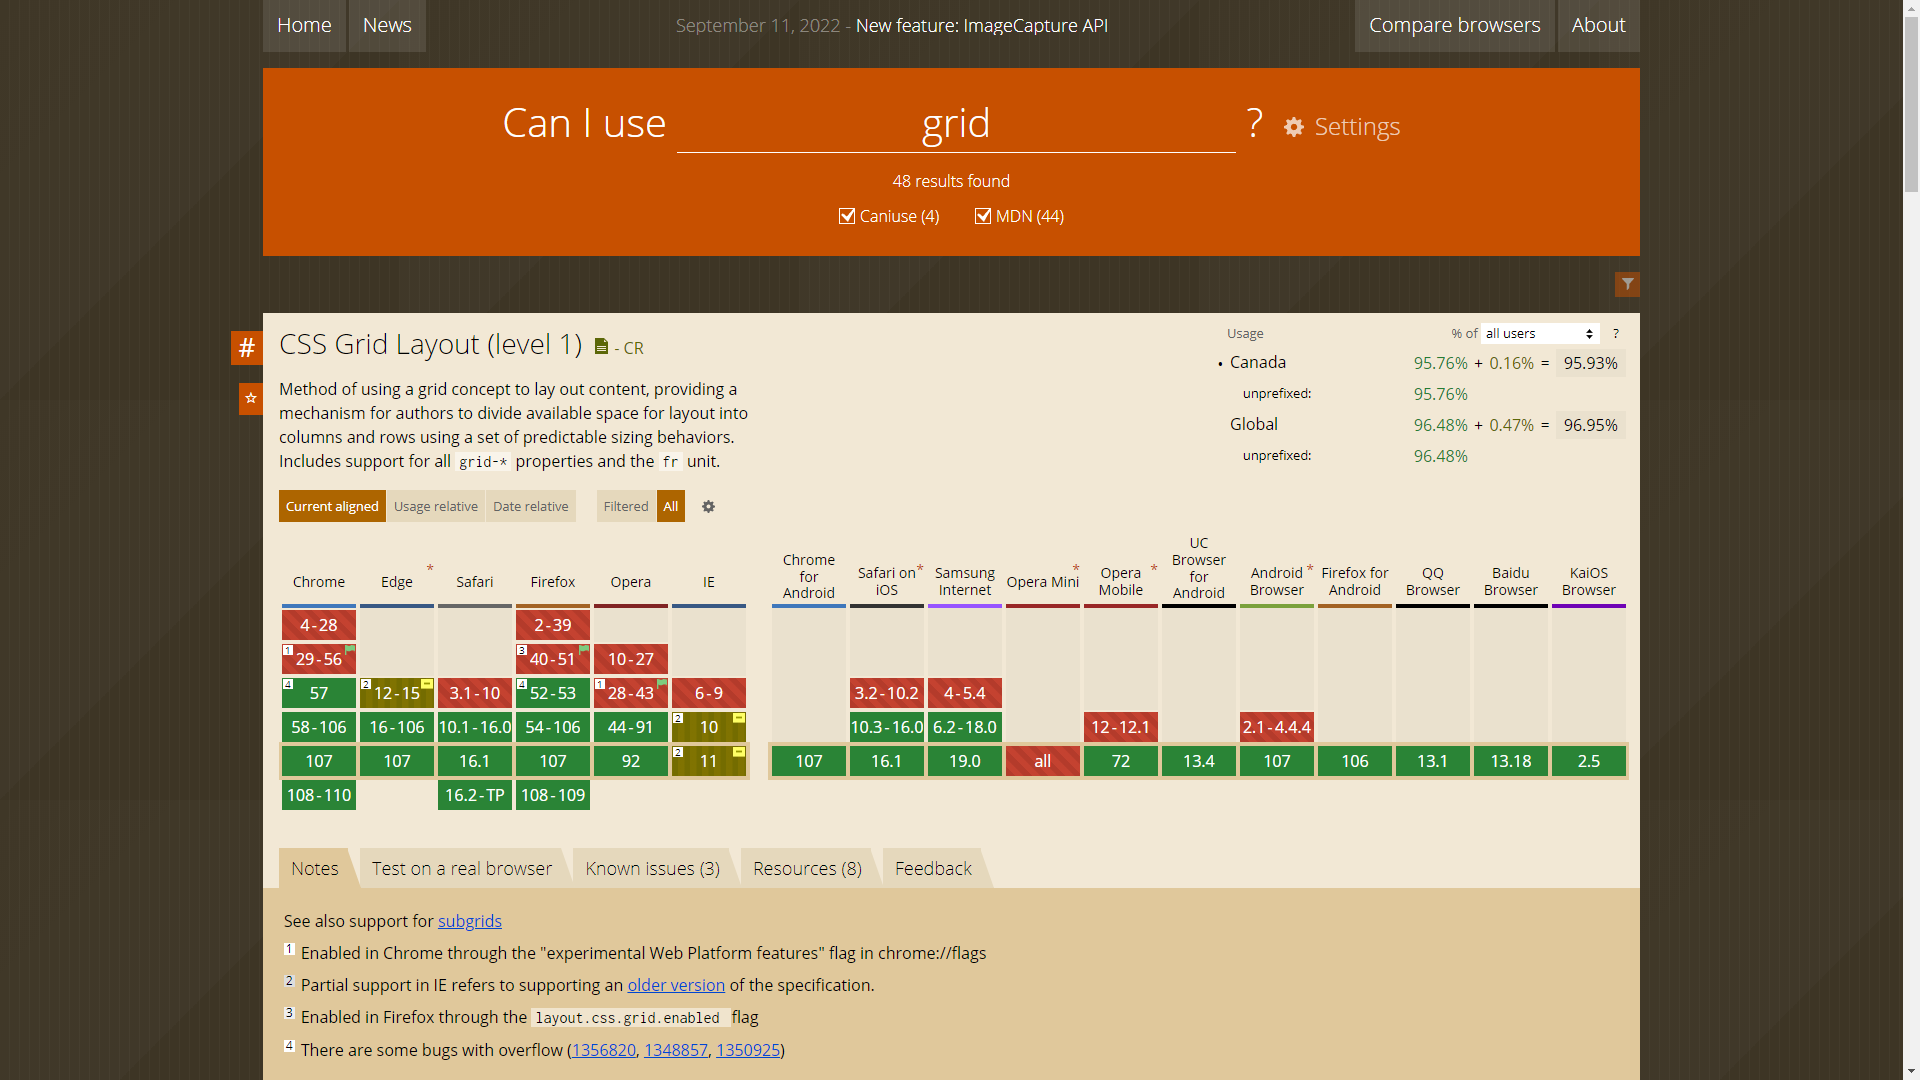 Home News September 11, 2022 - New feature: ImageCapture API Compare browsers About
Can I use grid ? Settings
48 results found
Caniuse (4) MDN (44)
# CSS Grid Layout (level 1) - CR
Method of using a grid concept to lay out content, providing a
mechanism for authors to divide available space for layout into
columns and rows using a set of predictable sizing behaviors.
Includes support for all grid-* properties and the fr unit.
Usage % of all users ?
Canada 95.76% + 0.16% = 95.93%
unprefixed: 95.76%
Global 96.48% + 0.47% = 96.95%
unprefixed: 96.48%
Current aligned Usage relative Date relative Filtered All
Chrome
Edge *
Safari
Firefox
Opera
IE
Chrome for Android
Safari on iOS *
Samsung Internet
Opera Mini *
Opera Mobile *
UC Browser for Android
Android Browser *
Firefox for Android
QQ Browser
Baidu Browser
KaiOS Browser
4-28 2-39
1 29-56 3 40-51 10-27
4 57 2 12-15 3.1-10 4 52-53 1 28-43 6-9 3.2-10.2 4-5.4
58-106 16-106 10.1-16.0 54-106 44-91 2 10 10.3-16.0 6.2-18.0 12-12.1 2.1-4.4.4
107 107 16.1 107 92 2 11 107 16.1 19.0 all 72 13.4 107 106 13.1 13.18 2.5
108-110 16.2-TP 108-109
Notes Test on a real browser Known issues (3) Resources (8) Feedback
See also support for subgrids
1 Enabled in Chrome through the "experimental Web Platform features" flag in chrome://flags
2 Partial support in IE refers to supporting an older version of the specification.
3 Enabled in Firefox through the layout.css.grid.enabled flag
4 There are some bugs with overflow (1356820, 1348857, 1350925)